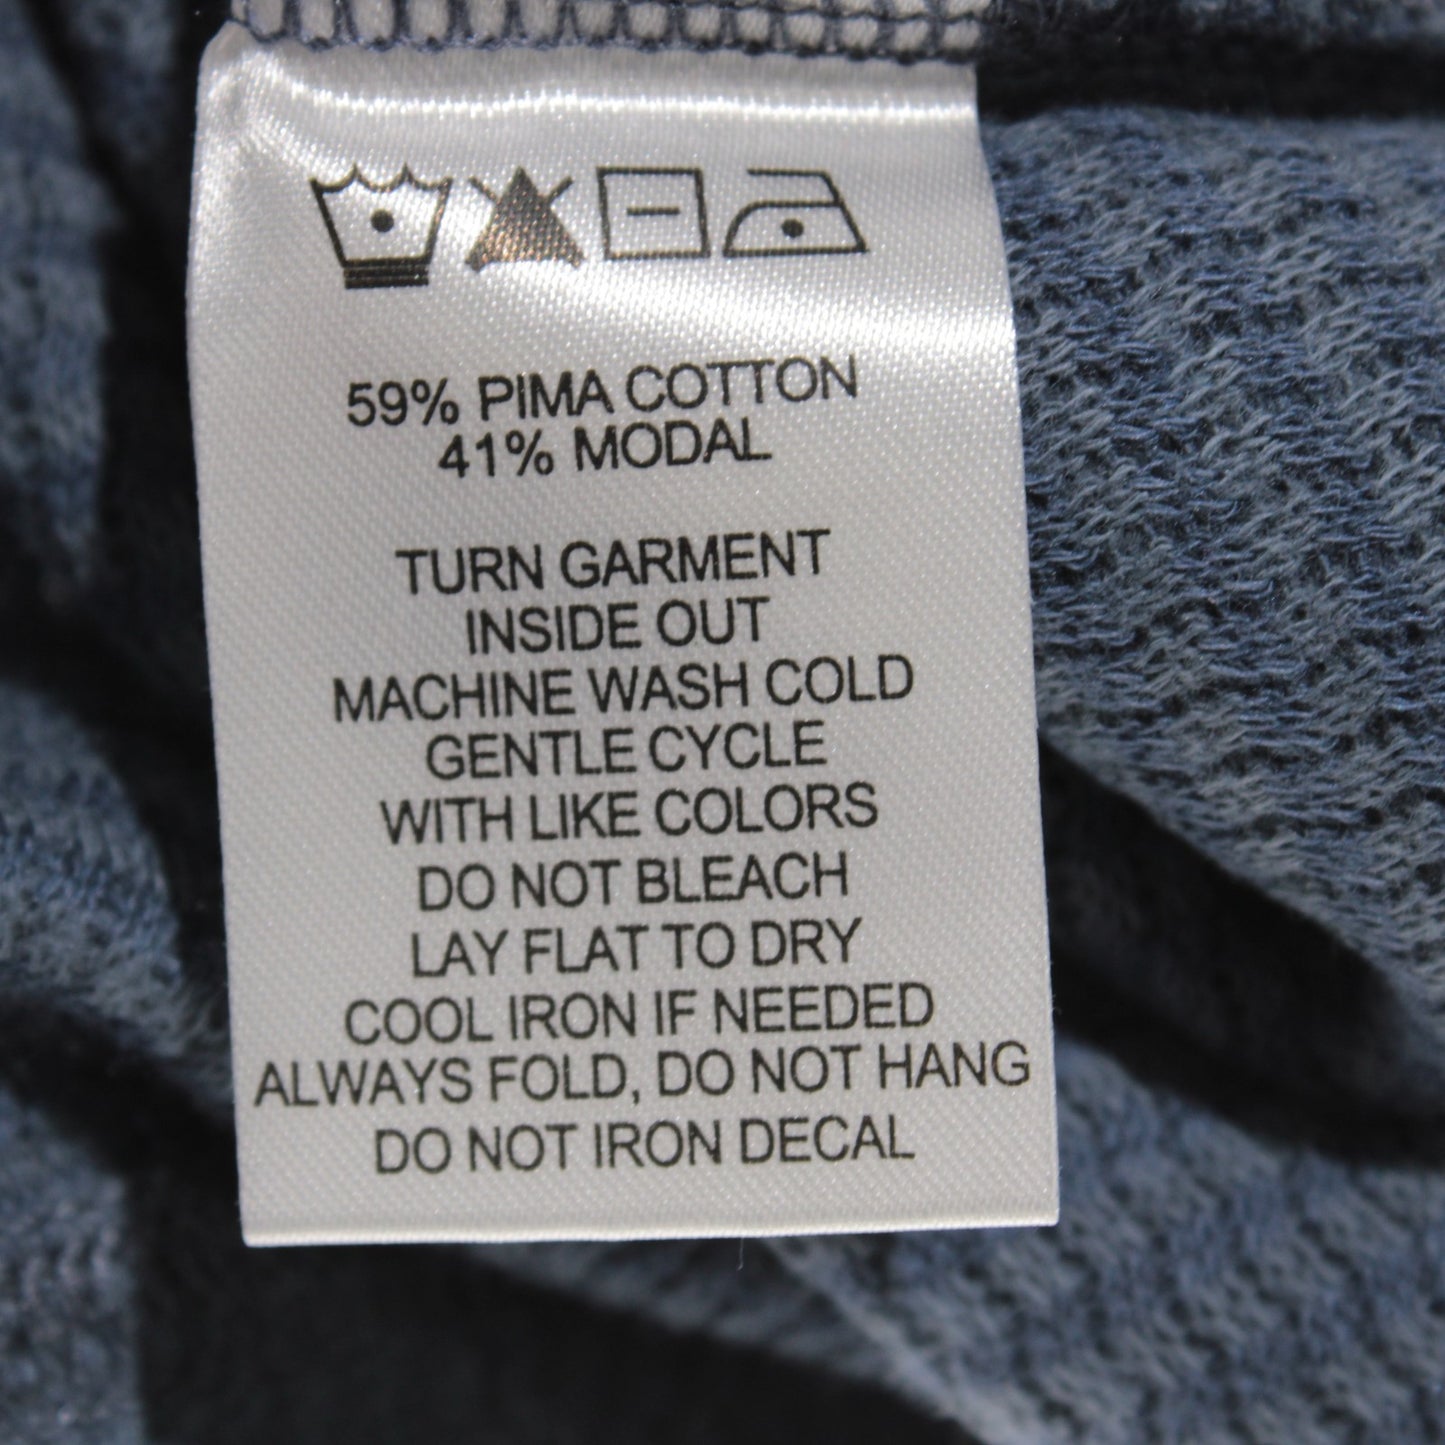 59% PIMA COTTON
41% MODAL
TURN GARMENT
INSIDE OUT
MACHINE WASH COLD
GENTLE CYCLE
WITH LIKE COLORS
DO NOT BLEACH
LAY FLAT TO DRY
COOL IRON IF NEEDED
ALWAYS FOLD, DO NOT HANG
DO NOT IRON DECAL